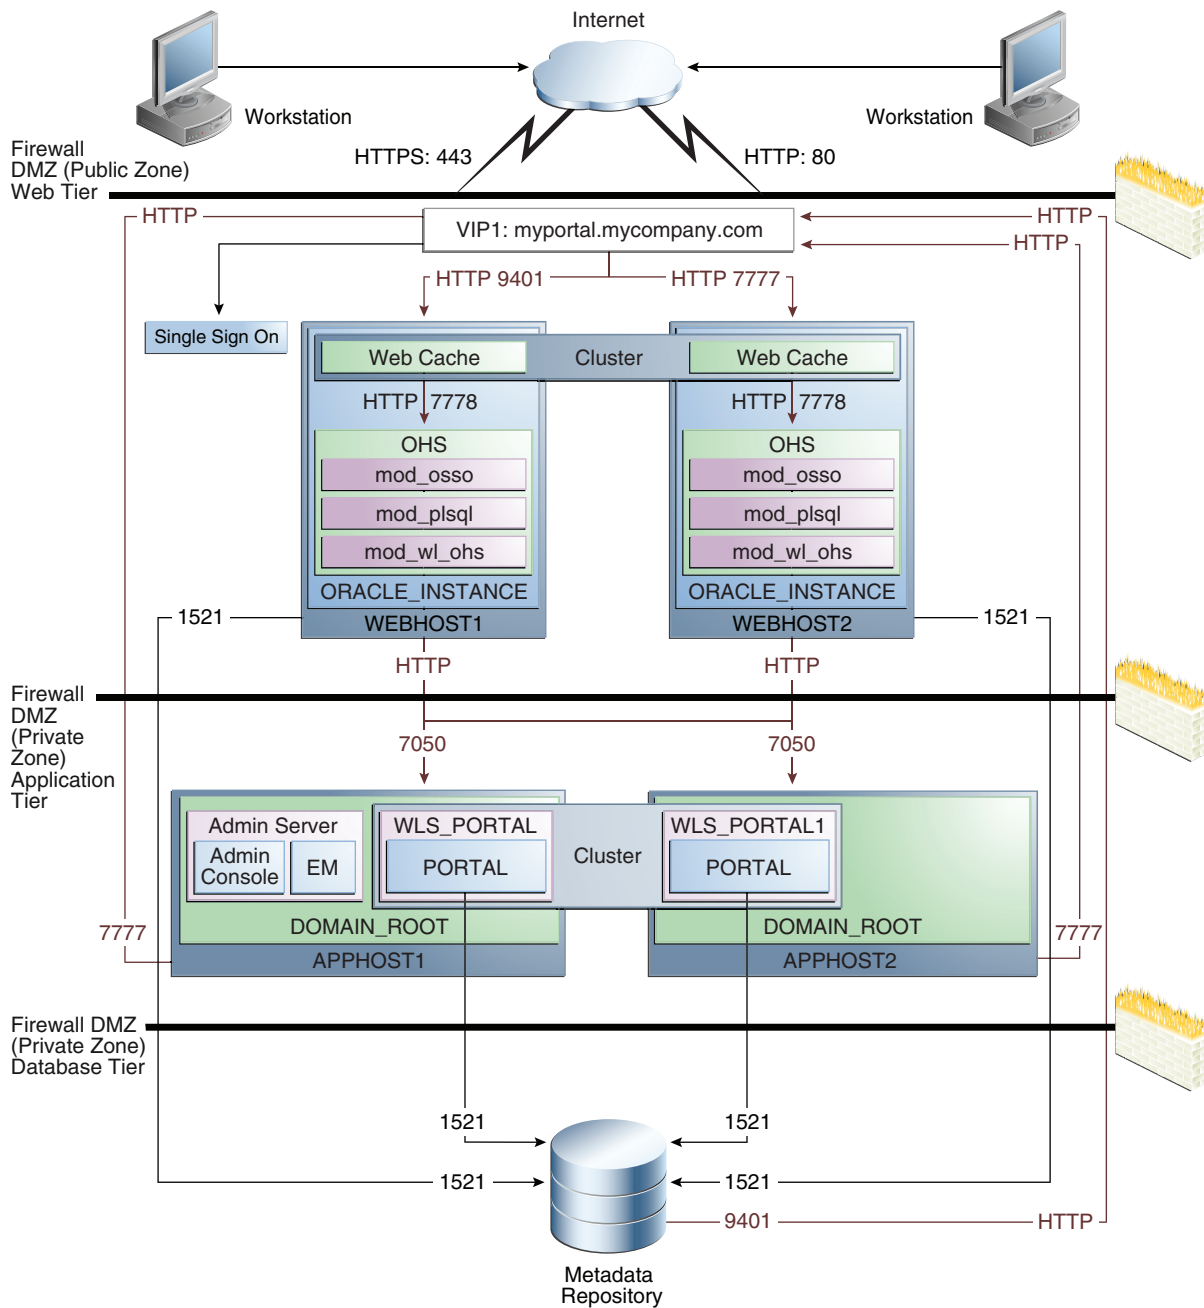 Internet
Workstation
Workstation
Firewall
DMZ (Public Zone)
Web Tier
HTTPS: 443
HTTP: 80
HTTP
VIP1: myportal.mycompany.com
HTTP
HTTP
HTTP 9401
HTTP 7777
Single Sign On
Web Cache
Cluster
Web Cache
HTTP 7778
HTTP 7778
OHS
mod_osso
mod_plsql
mod_wl_ohs
ORACLE_INSTANCE
WEBHOST1
OHS
mod_osso
mod_plsql
mod_wl_ohs
ORACLE_INSTANCE
WEBHOST2
1521
1521
HTTP
HTTP
Firewall
DMZ
(Private
Zone)
Application
Tier
7050
7050
Admin Server
Admin
Console
EM
WLS_PORTAL
PORTAL
Cluster
WLS_PORTAL1
PORTAL
DOMAIN_ROOT
APPHOST1
DOMAIN_ROOT
APPHOST2
7777
7777
Firewall DMZ
(Private Zone)
Database Tier
1521
1521
1521
1521
9401
HTTP
Metadata
Repository